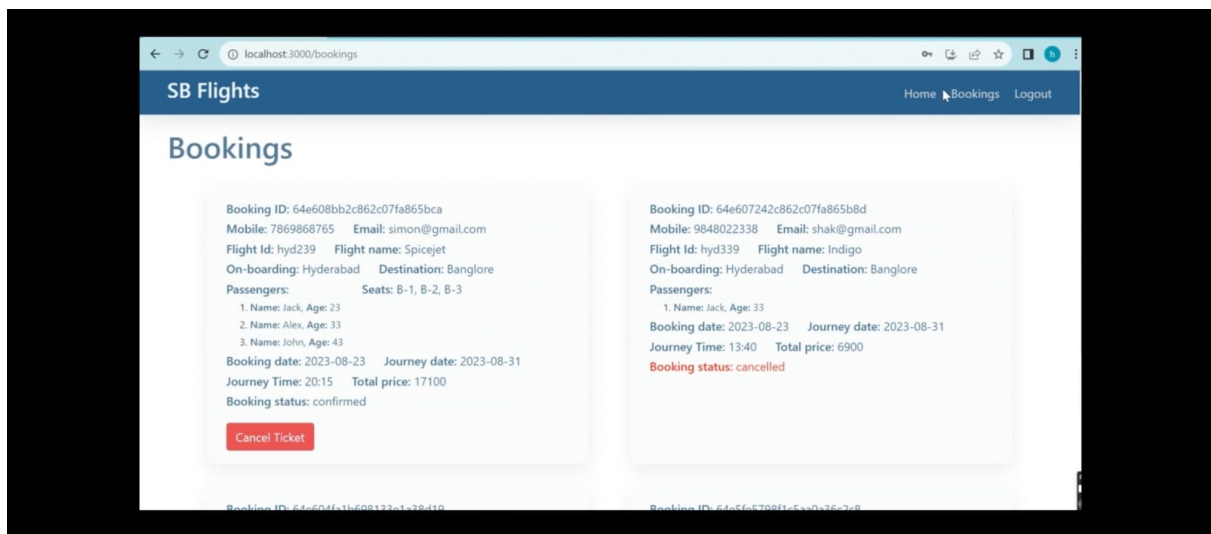 localhost:3000/bookings
h
SB Flights
Home Bookings Logout
Bookings
Booking ID: 64e608bb2c862c07fa865bca
Mobile: 7869868765 Email: simon@gmail.com
Flight Id: hyd239 Flight name: Spicejet
On-boarding: Hyderabad Destination: Banglore
Passengers: Seats: B-1, B-2, B-3
1. Name: Jack, Age: 23
2. Name: Alex, Age: 33
3. Name: John, Age: 43
Booking date: 2023-08-23 Journey date: 2023-08-31
Journey Time: 20:15 Total price: 17100
Booking status: confirmed
Cancel Ticket
Booking ID: 64e607242c862c07fa865b8d
Mobile: 9848022338 Email: shak@gmail.com
Flight Id: hyd339 Flight name: Indigo
On-boarding: Hyderabad Destination: Banglore
Passengers:
1. Name: Jack, Age: 33
Booking date: 2023-08-23 Journey date: 2023-08-31
Journey Time: 13:40 Total price: 6900
Booking status: cancelled
Booking ID:
Booking ID: